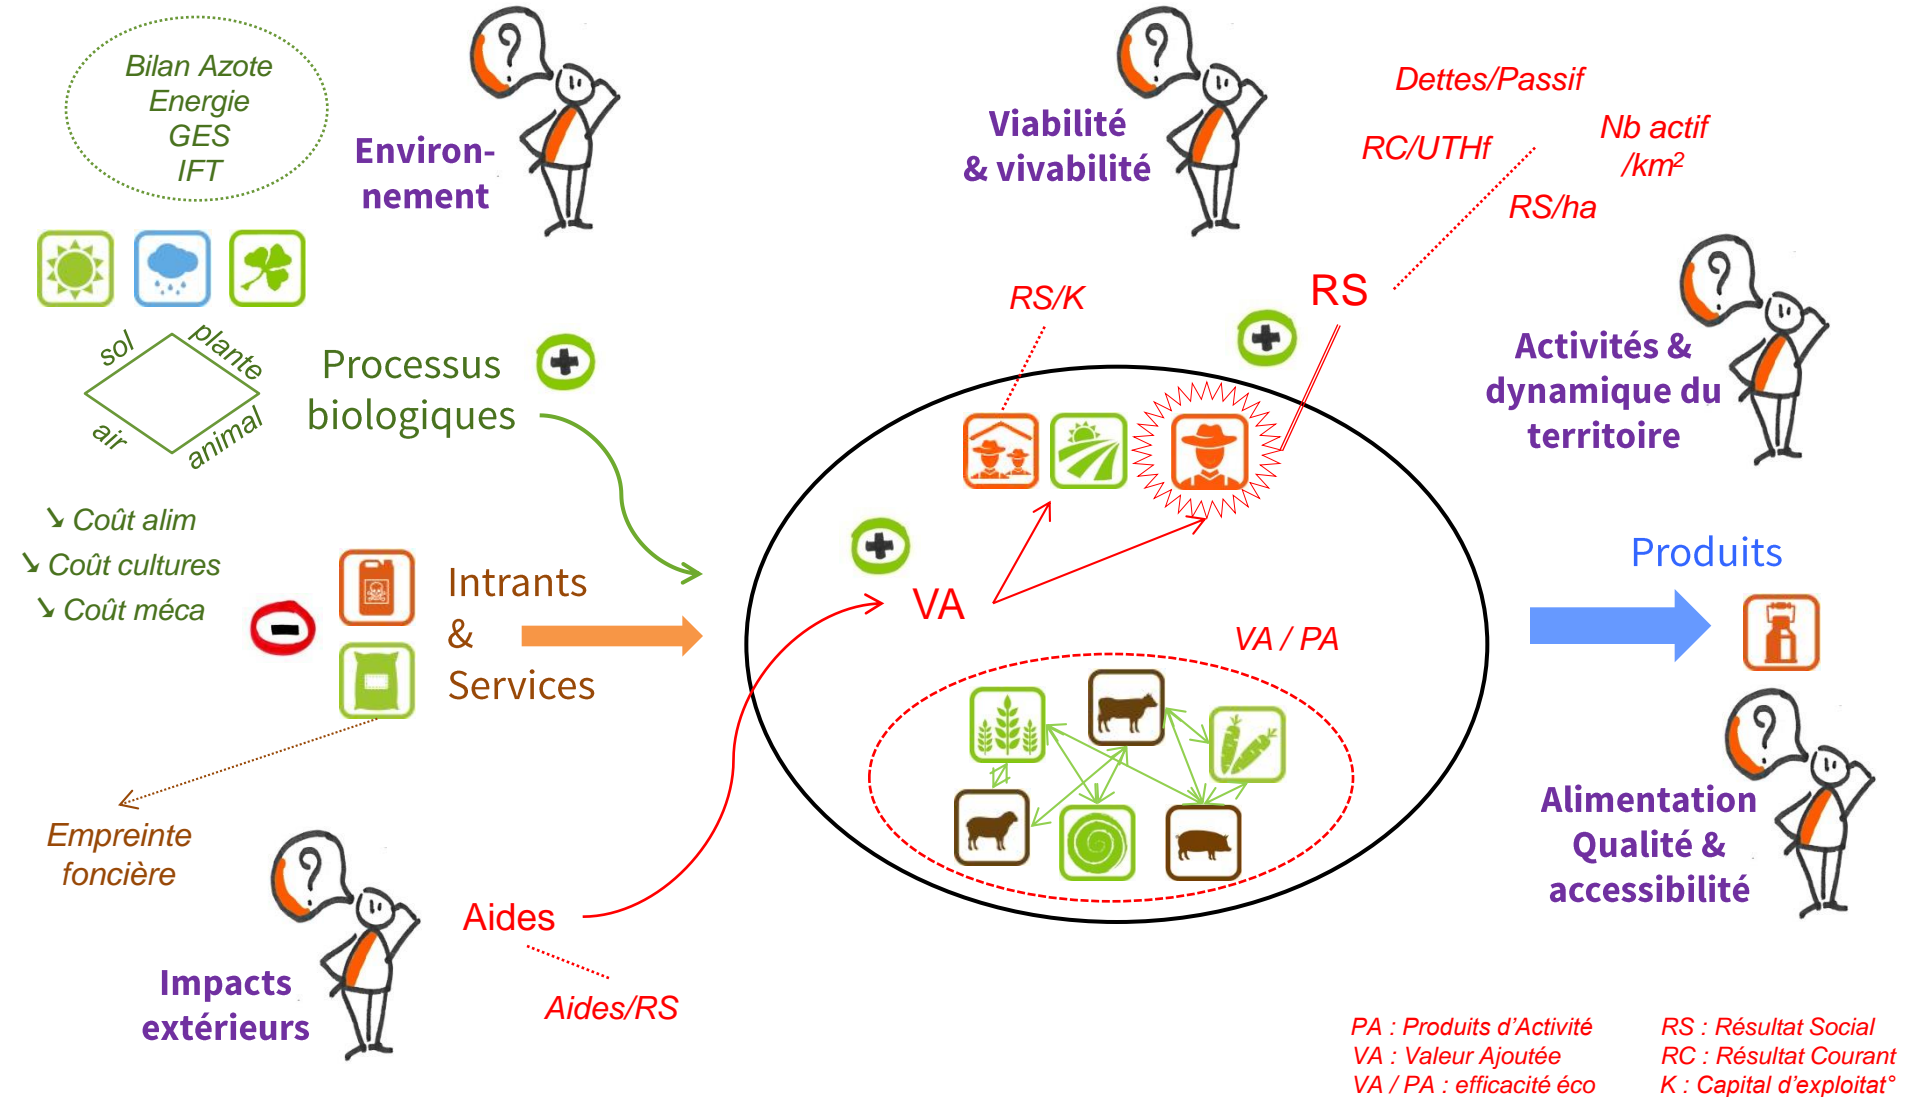 Bilan Azote
Energie
GES
IFT
Environ-
nement
Viabilité
& vivabilité
Dettes/Passif
RC/UTHf
Nb actif
/km²
RS/ha
RS
RS/K
Activités &
dynamique du
territoire
sol
plante
air
animal
Processus
biologiques
↘ Coût alim
↘ Coût cultures
↘ Coût méca
Intrants
&
Services
VA
VA / PA
Produits
Empreinte
foncière
Alimentation
Qualité &
accessibilité
Aides
Aides/RS
Impacts
extérieurs
PA : Produits d'Activité
VA : Valeur Ajoutée
VA / PA : efficacité éco
RS : Résultat Social
RC : Résultat Courant
K : Capital d'exploitat°